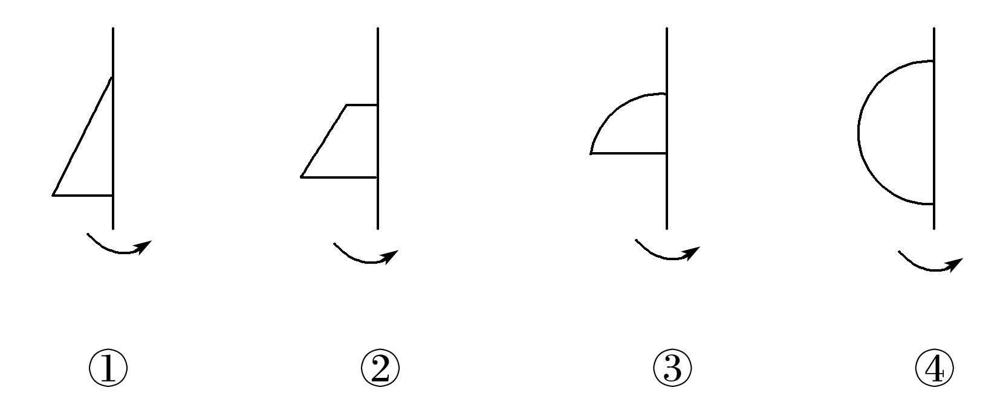 ① ② ③ ④